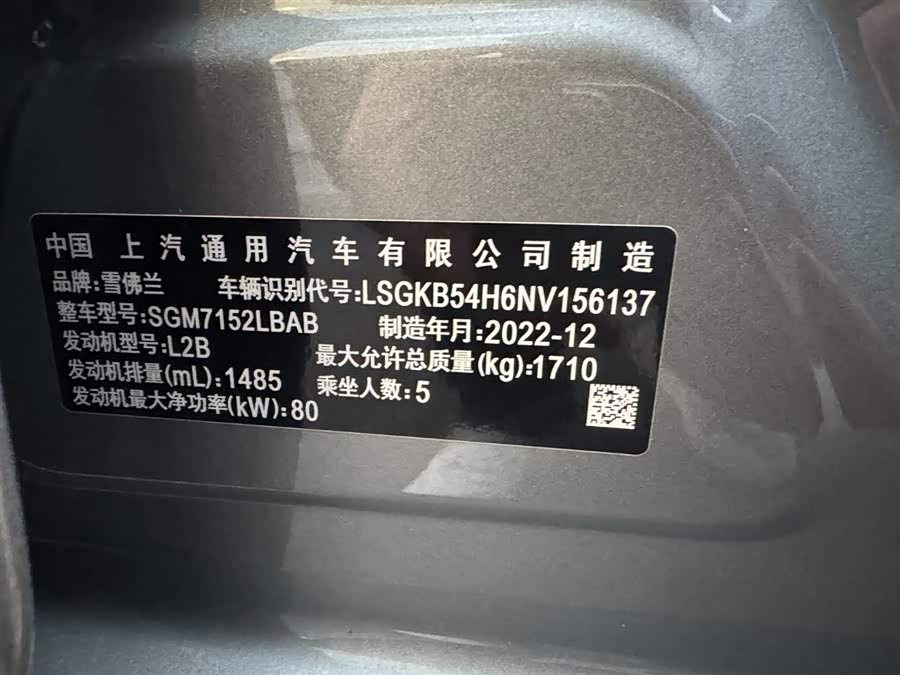 中国 上汽通用汽车有限公司制造
品牌:雪佛兰 车辆识别代号:LSGKB54H6NV156137
整车型号:SGM7152LBAB 制造年月:2022-12
发动机型号:L2B 最大允许总质量(kg):1710
发动机排量(mL):1485 乘坐人数:5
发动机最大净功率(kW):80